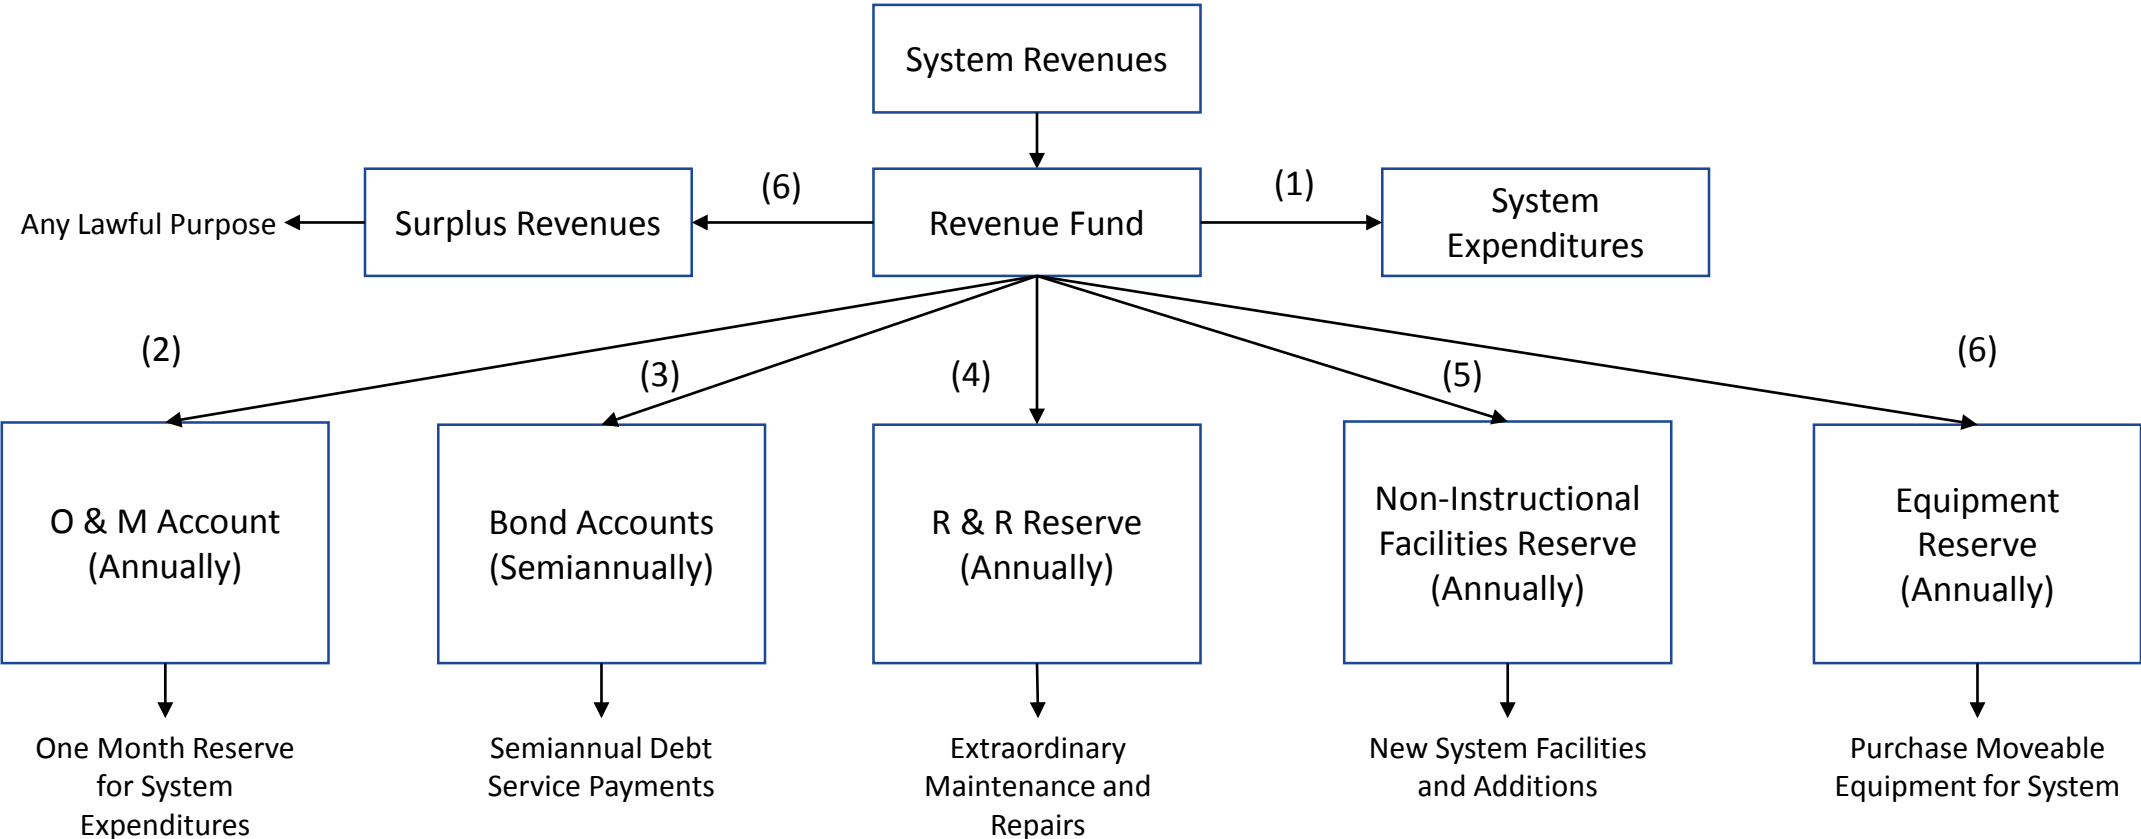 System Revenues
(6)
(1)
Any Lawful Purpose
Surplus Revenues
Revenue Fund
System
Expenditures
(2)
(3)
(4)
(5)
(6)
O & M Account
(Annually)
Bond Accounts
(Semiannually)
R & R Reserve
(Annually)
Non-Instructional
Facilities Reserve
(Annually)
Equipment
Reserve
(Annually)
One Month Reserve
for System
Expenditures
Semiannual Debt
Service Payments
Extraordinary
Maintenance and
Repairs
New System Facilities
and Additions
Purchase Moveable
Equipment for System